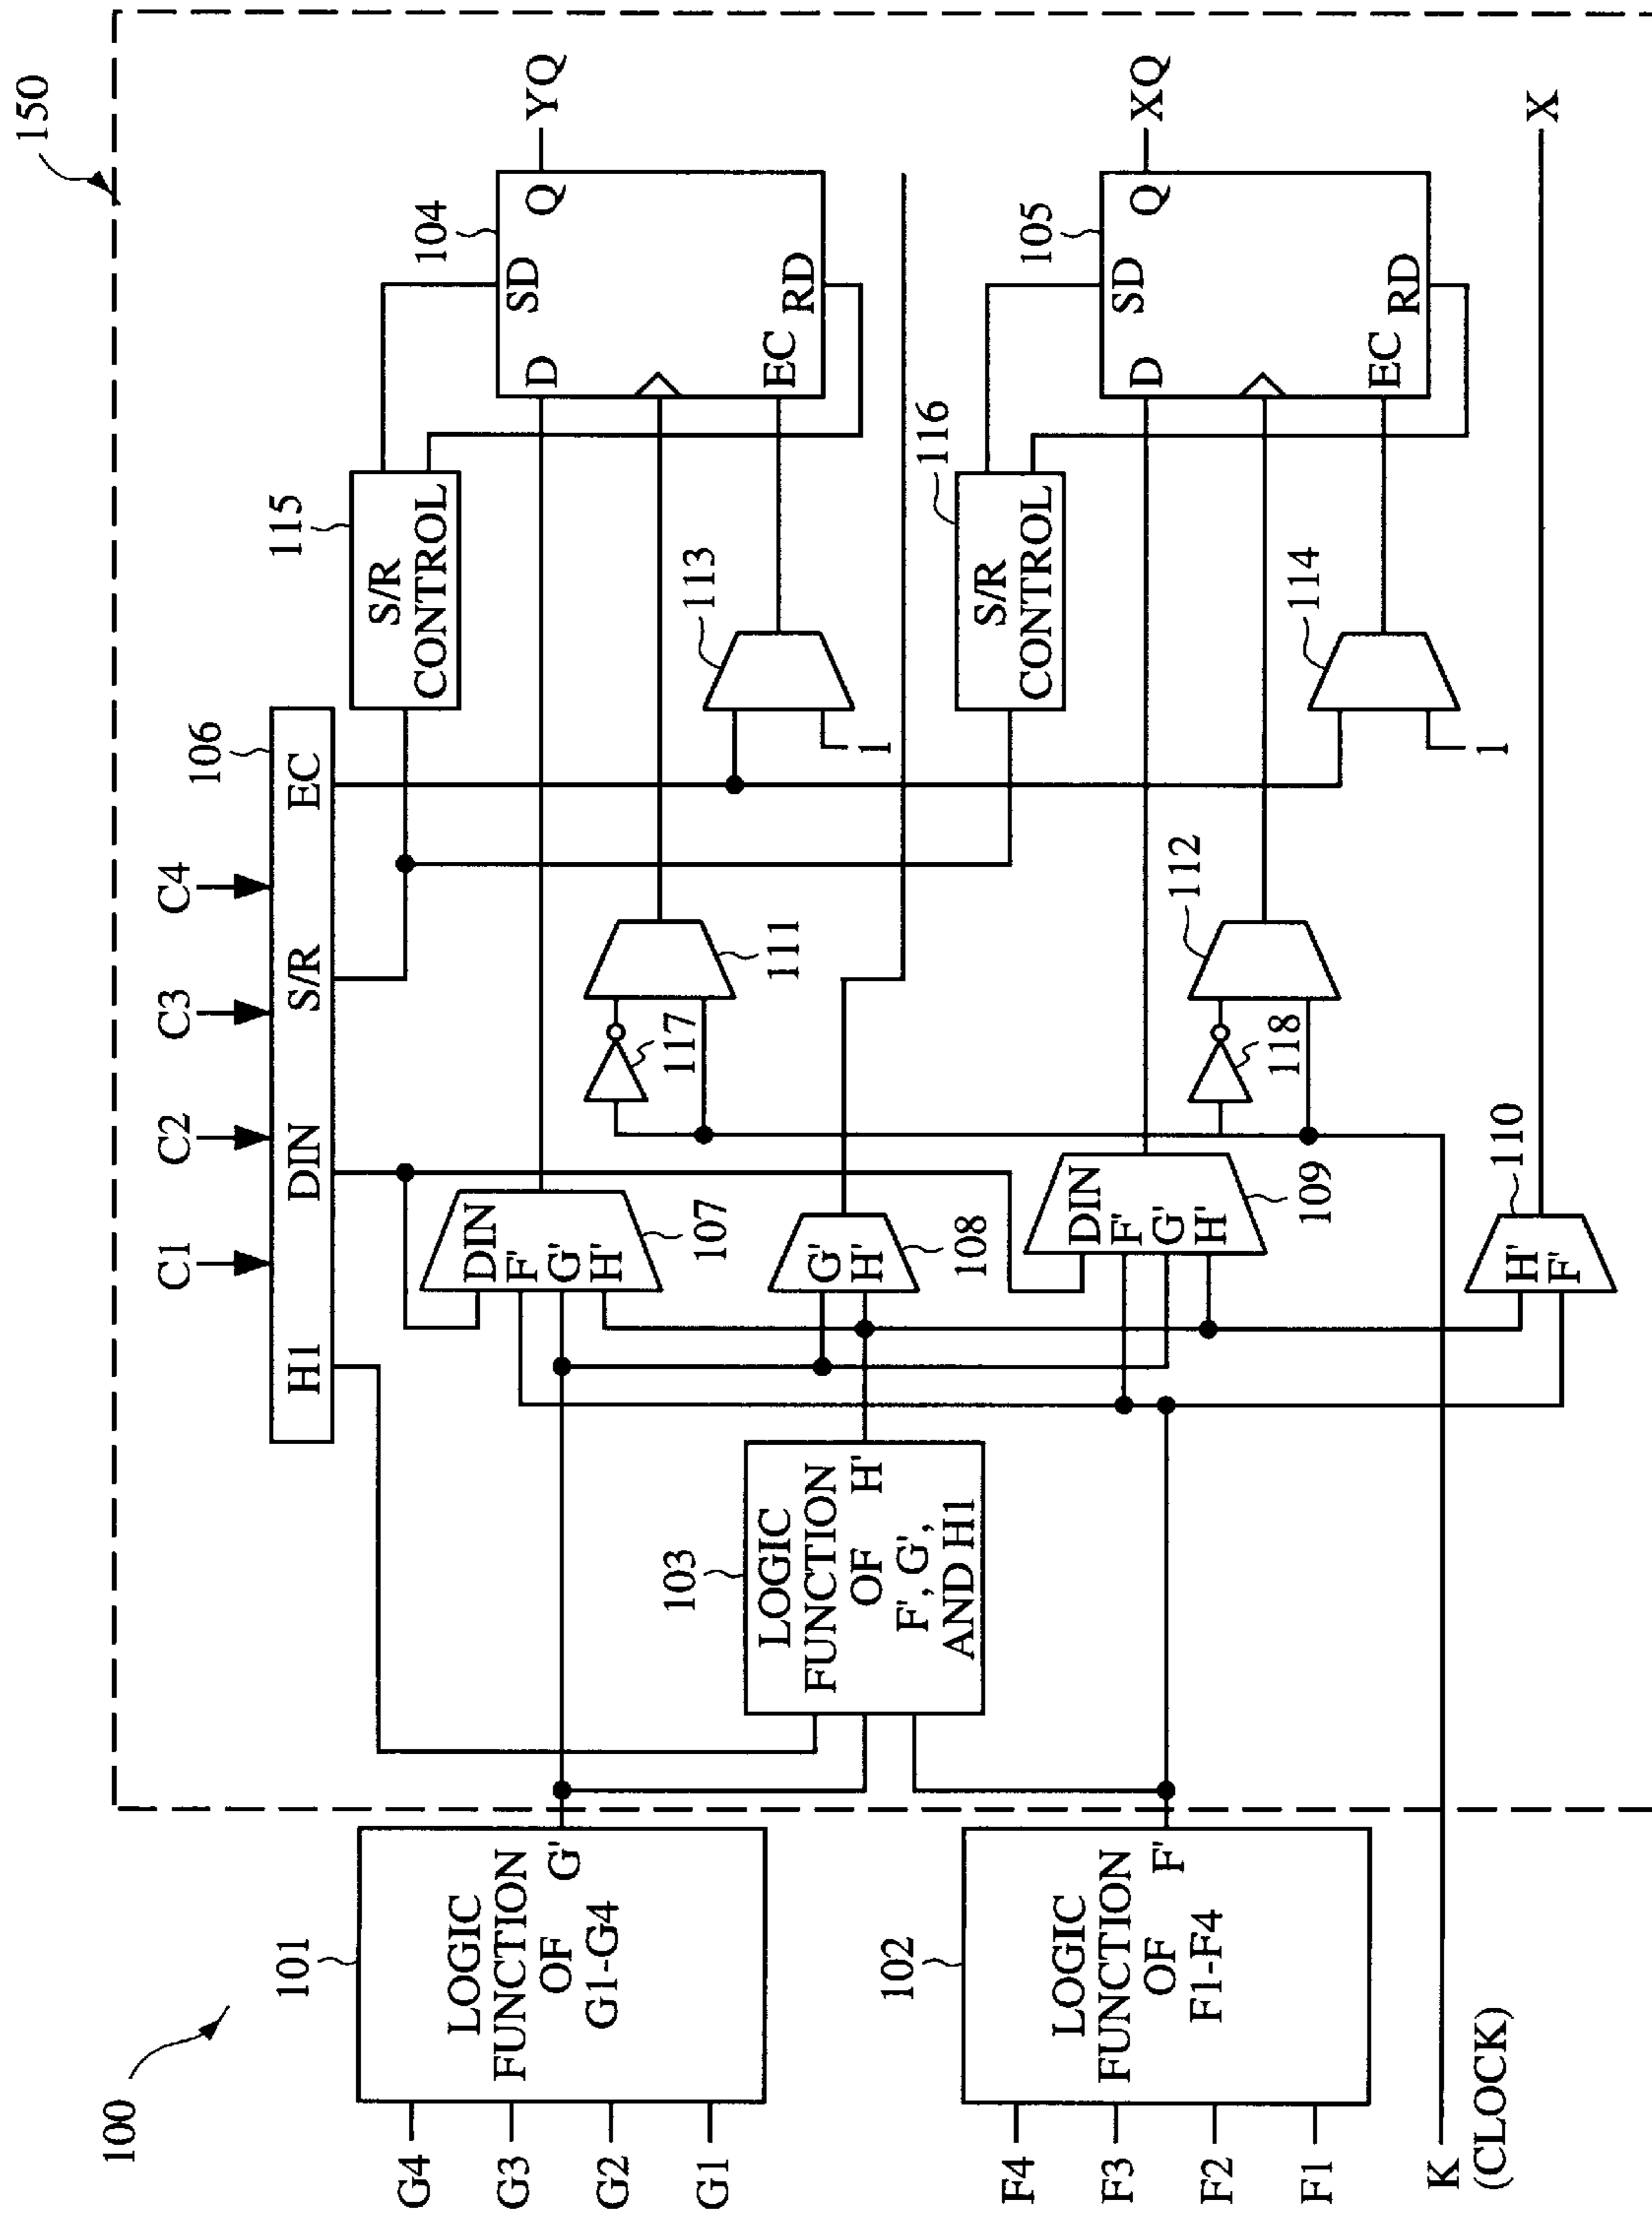 100
150
C1
C2
C3
C4
106
H1
DIN
S/R
EC
115
S/R
CONTROL
104
SD
D
Q
EC
RD
YQ
101
LOGIC
FUNCTION
OF
G1-G4
G'
G4
G3
G2
G1
DIN
F'
G'
H'
107
117
111
113
1
103
LOGIC
FUNCTION
OF
F', G',
AND H1
H'
G'
H'
108
116
S/R
CONTROL
105
SD
D
Q
EC
RD
XQ
102
LOGIC
FUNCTION
OF
F1-F4
F'
F4
F3
F2
F1
DIN
F'
G'
H'
109
118
112
114
1
H'
F'
110
X
K
(CLOCK)